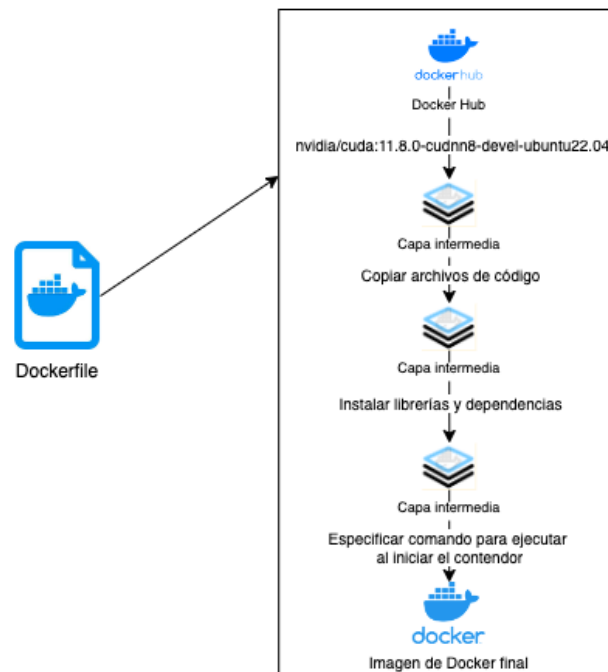 dockerhub
Docker Hub
nvidia/cuda:11.8.0-cudnn8-devel-ubuntu22.04
Capa intermedia
Copiar archivos de código
Capa intermedia
Dockerfile
Instalar librerías y dependencias
Capa intermedia
Especificar comando para ejecutar
al iniciar el contendor
docker
Imagen de Docker final